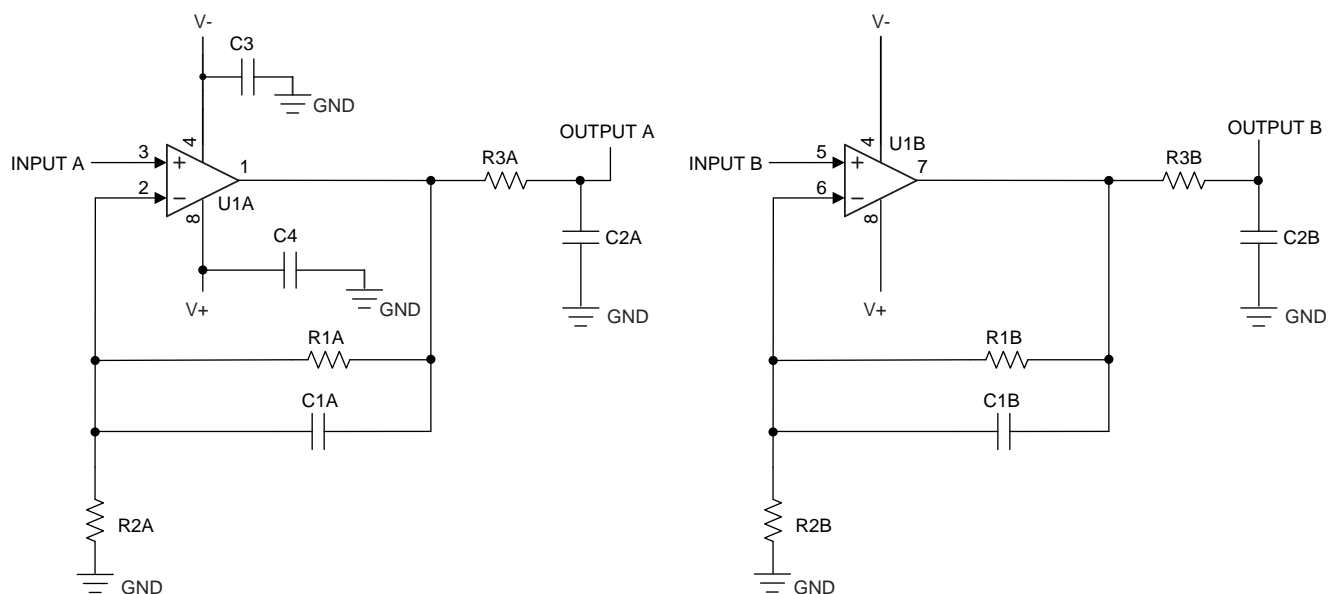 V-
C3
GND
4
INPUT A
3
+
2
−
1
U1A
8
C4
GND
V+
R3A
OUTPUT A
C2A
GND
R1A
C1A
R2A
GND
V-
4
U1B
INPUT B
5
+
6
−
7
8
V+
R3B
OUTPUT B
C2B
GND
R1B
C1B
R2B
GND